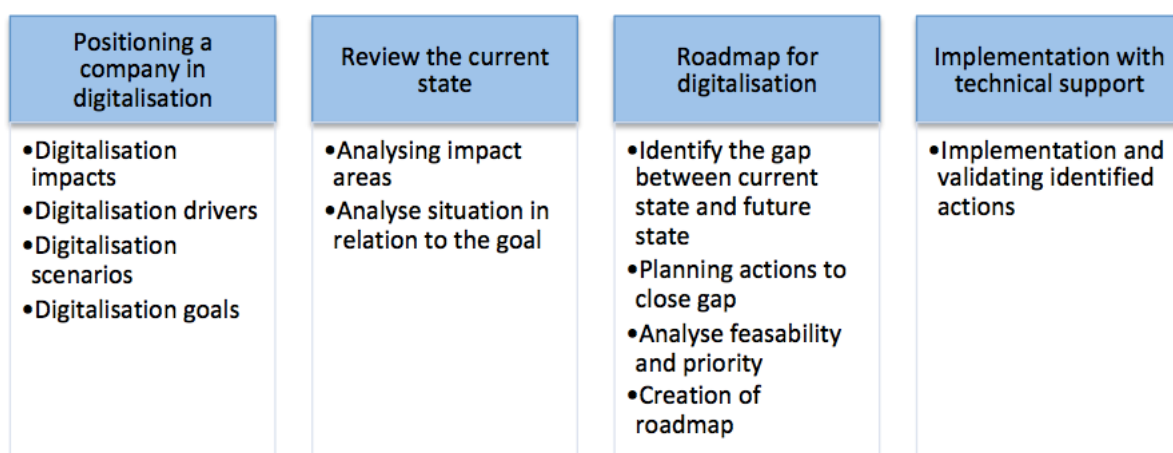 Positioning a
company in
digitalisation
•Digitalisation
impacts
•Digitalisation drivers
•Digitalisation
scenarios
•Digitalisation goals
Review the current
state
•Analysing impact
areas
•Analyse situation in
relation to the goal
Roadmap for
digitalisation
•Identify the gap
between current
state and future
state
•Planning actions to
close gap
•Analyse feasability
and priority
•Creation of
roadmap
Implementation with
technical support
•Implementation and
validating identified
actions